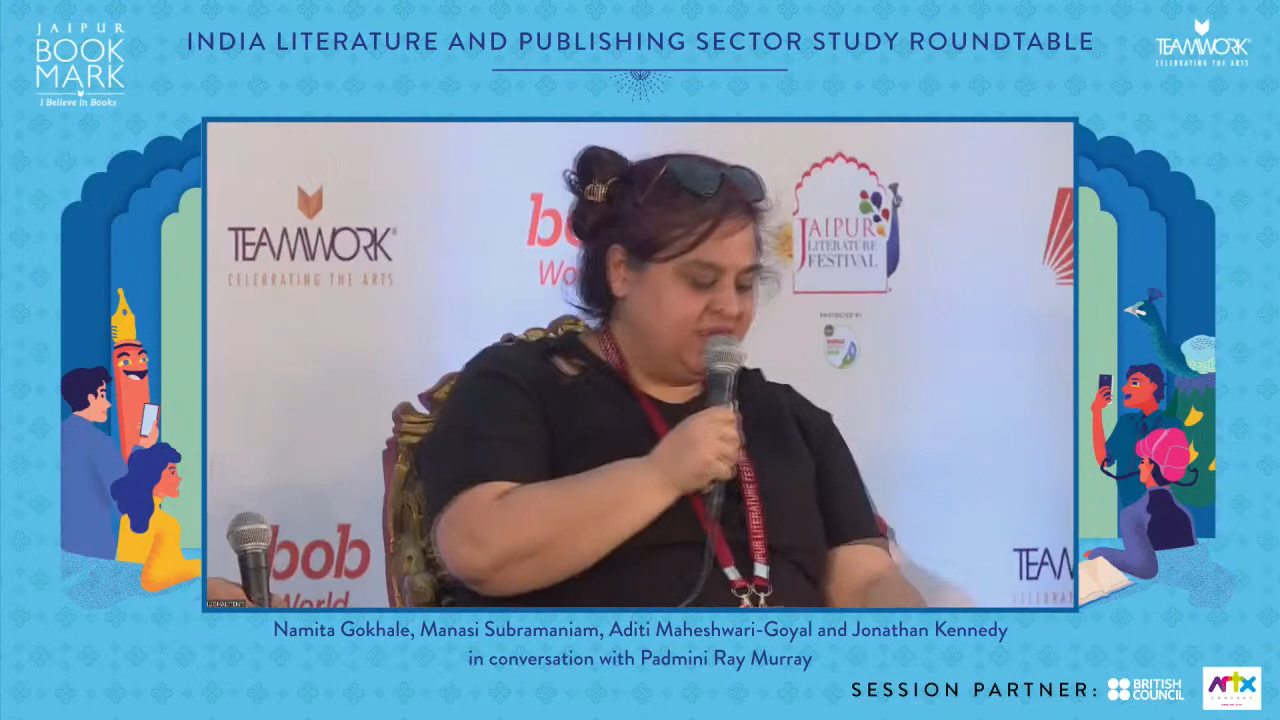 JAIPUR
BOOK
MARK
I Believe in Books
INDIA LITERATURE AND PUBLISHING SECTOR STUDY ROUNDTABLE
TEAMWORK
CELEBRATING THE ARTS
TEAMWORK
CELEBRATING THE ARTS
JAIPUR
LITERATURE
FESTIVAL
bob
World
TEAM
Namita Gokhale, Manasi Subramaniam, Aditi Maheshwari-Goyal and Jonathan Kennedy
in conversation with Padmini Ray Murray
SESSION PARTNER:
BRITISH
COUNCIL
artx